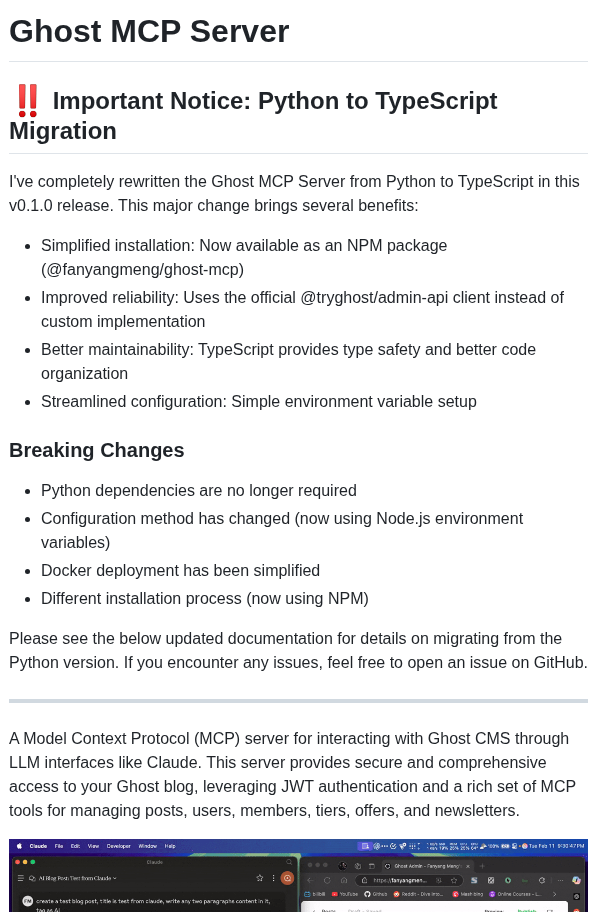 Ghost MCP Server
‼️ Important Notice: Python to TypeScript
Migration
I've completely rewritten the Ghost MCP Server from Python to TypeScript in this
v0.1.0 release. This major change brings several benefits:
• Simplified installation: Now available as an NPM package
(@fanyangmeng/ghost-mcp)
• Improved reliability: Uses the official @tryghost/admin-api client instead of
custom implementation
• Better maintainability: TypeScript provides type safety and better code
organization
• Streamlined configuration: Simple environment variable setup
Breaking Changes
• Python dependencies are no longer required
• Configuration method has changed (now using Node.js environment
variables)
• Docker deployment has been simplified
• Different installation process (now using NPM)
Please see the below updated documentation for details on migrating from the
Python version. If you encounter any issues, feel free to open an issue on GitHub.
A Model Context Protocol (MCP) server for interacting with Ghost CMS through
LLM interfaces like Claude. This server provides secure and comprehensive
access to your Ghost blog, leveraging JWT authentication and a rich set of MCP
tools for managing posts, users, members, tiers, offers, and newsletters.
Claude File Edit View Developer Window Help
Tue Feb 11 9:30:47 PM
Claude
AI Blog Post: Test from Claude
Ghost Admin - Fanyang Meng
https://fanyangmen...
bilibili YouTube Github Reddit - Dive into... Meshlining Online Courses - L...
create a test blog post, title is test from claude, write any two paragraphs content in it,
tag as AI